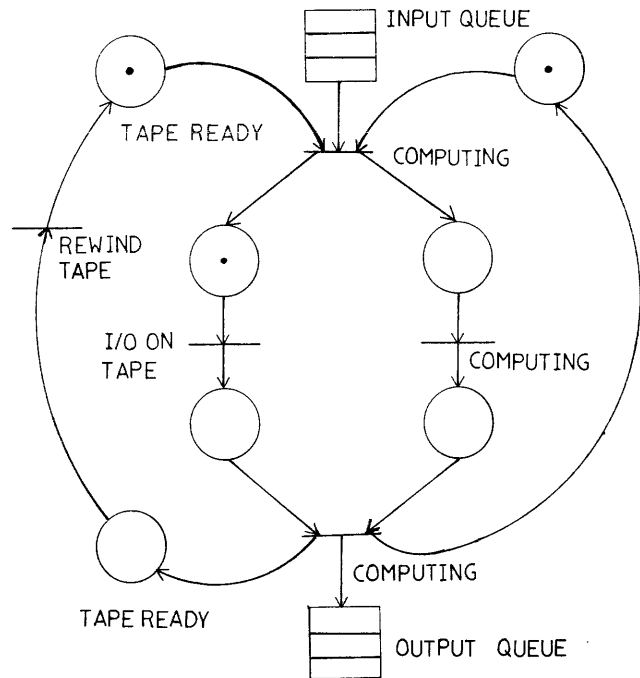 INPUT QUEUE
TAPE READY
COMPUTING
REWIND
TAPE
I/O ON
TAPE
COMPUTING
COMPUTING
TAPE READY
OUTPUT QUEUE